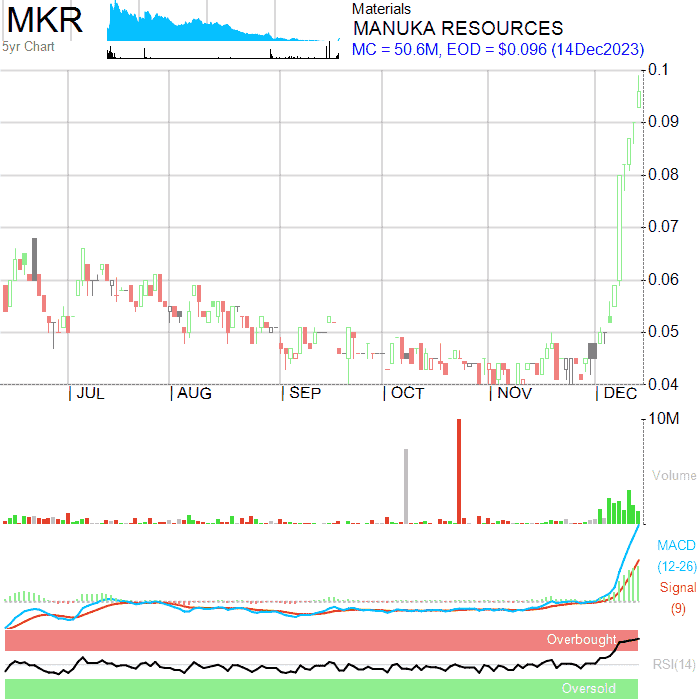 MKR
5yr Chart
Materials
MANUKA RESOURCES
MC = 50.6M, EOD = $0.096 (14Dec2023)
0.1
0.09
0.08
0.07
0.06
0.05
0.04
JUL AUG SEP OCT NOV DEC
10M
Volume
MACD
(12-26)
Signal
(9)
Overbought
RSI(14)
Oversold